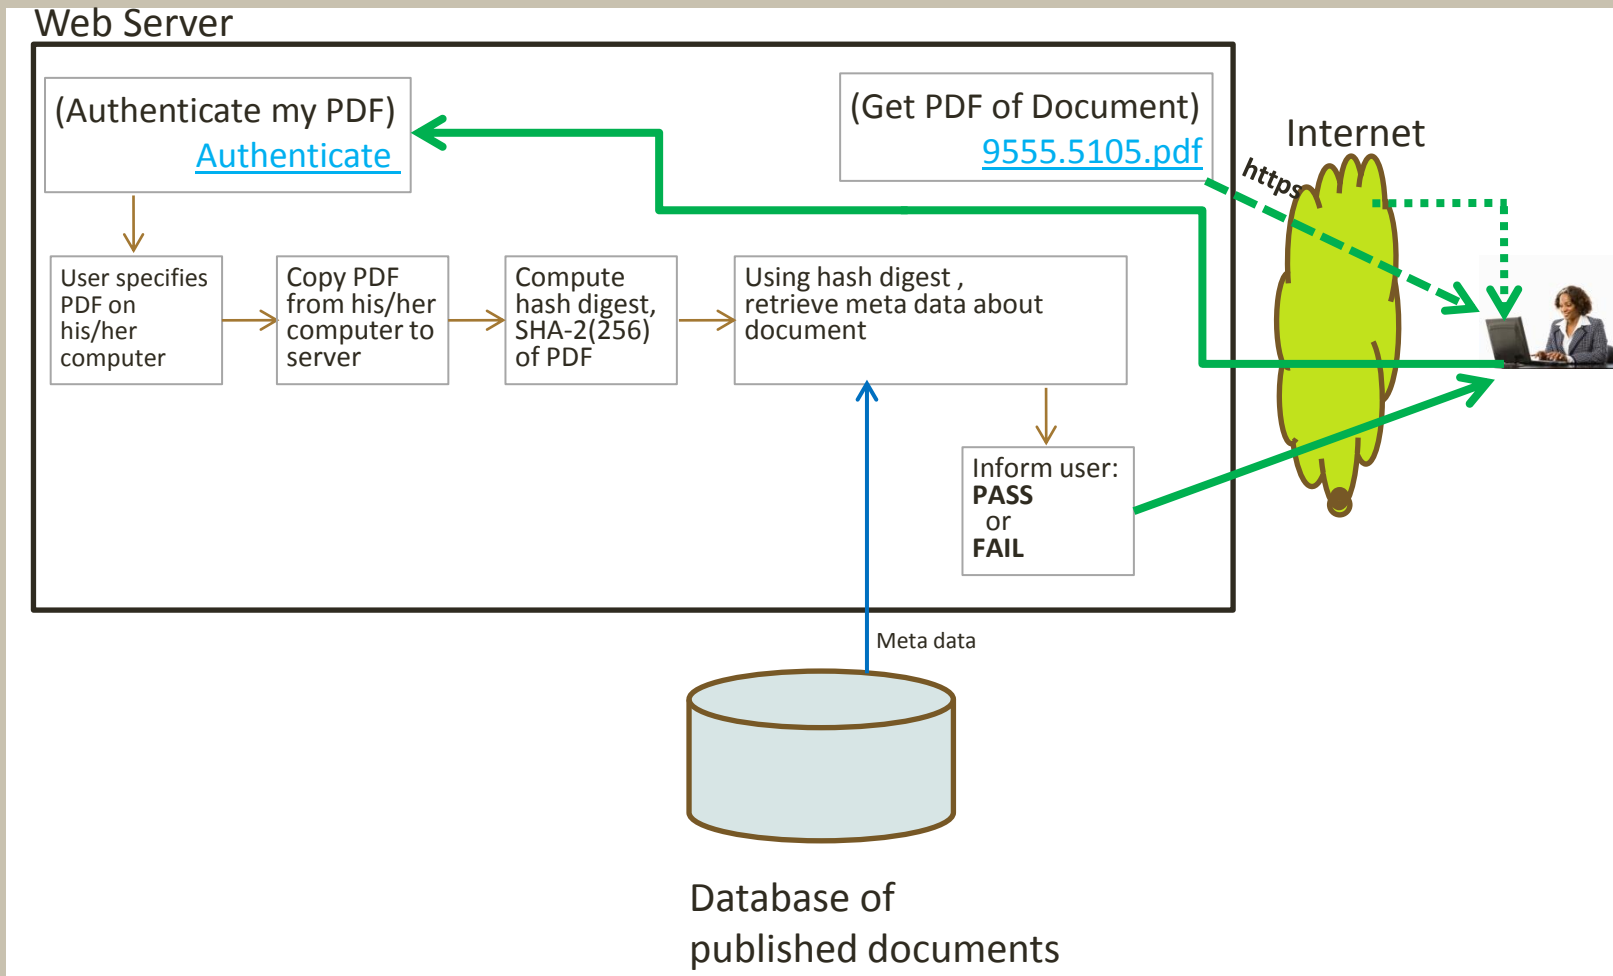 Web Server
(Authenticate my PDF)
Authenticate
(Get PDF of Document)
9555.5105.pdf
https
Internet
User specifies
PDF on
his/her
computer
Copy PDF
from his/her
computer to
server
Compute
hash digest,
SHA-2(256)
of PDF
Using hash digest ,
retrieve meta data about
document
Inform user:
PASS
or
FAIL
Meta data
Database of
published documents